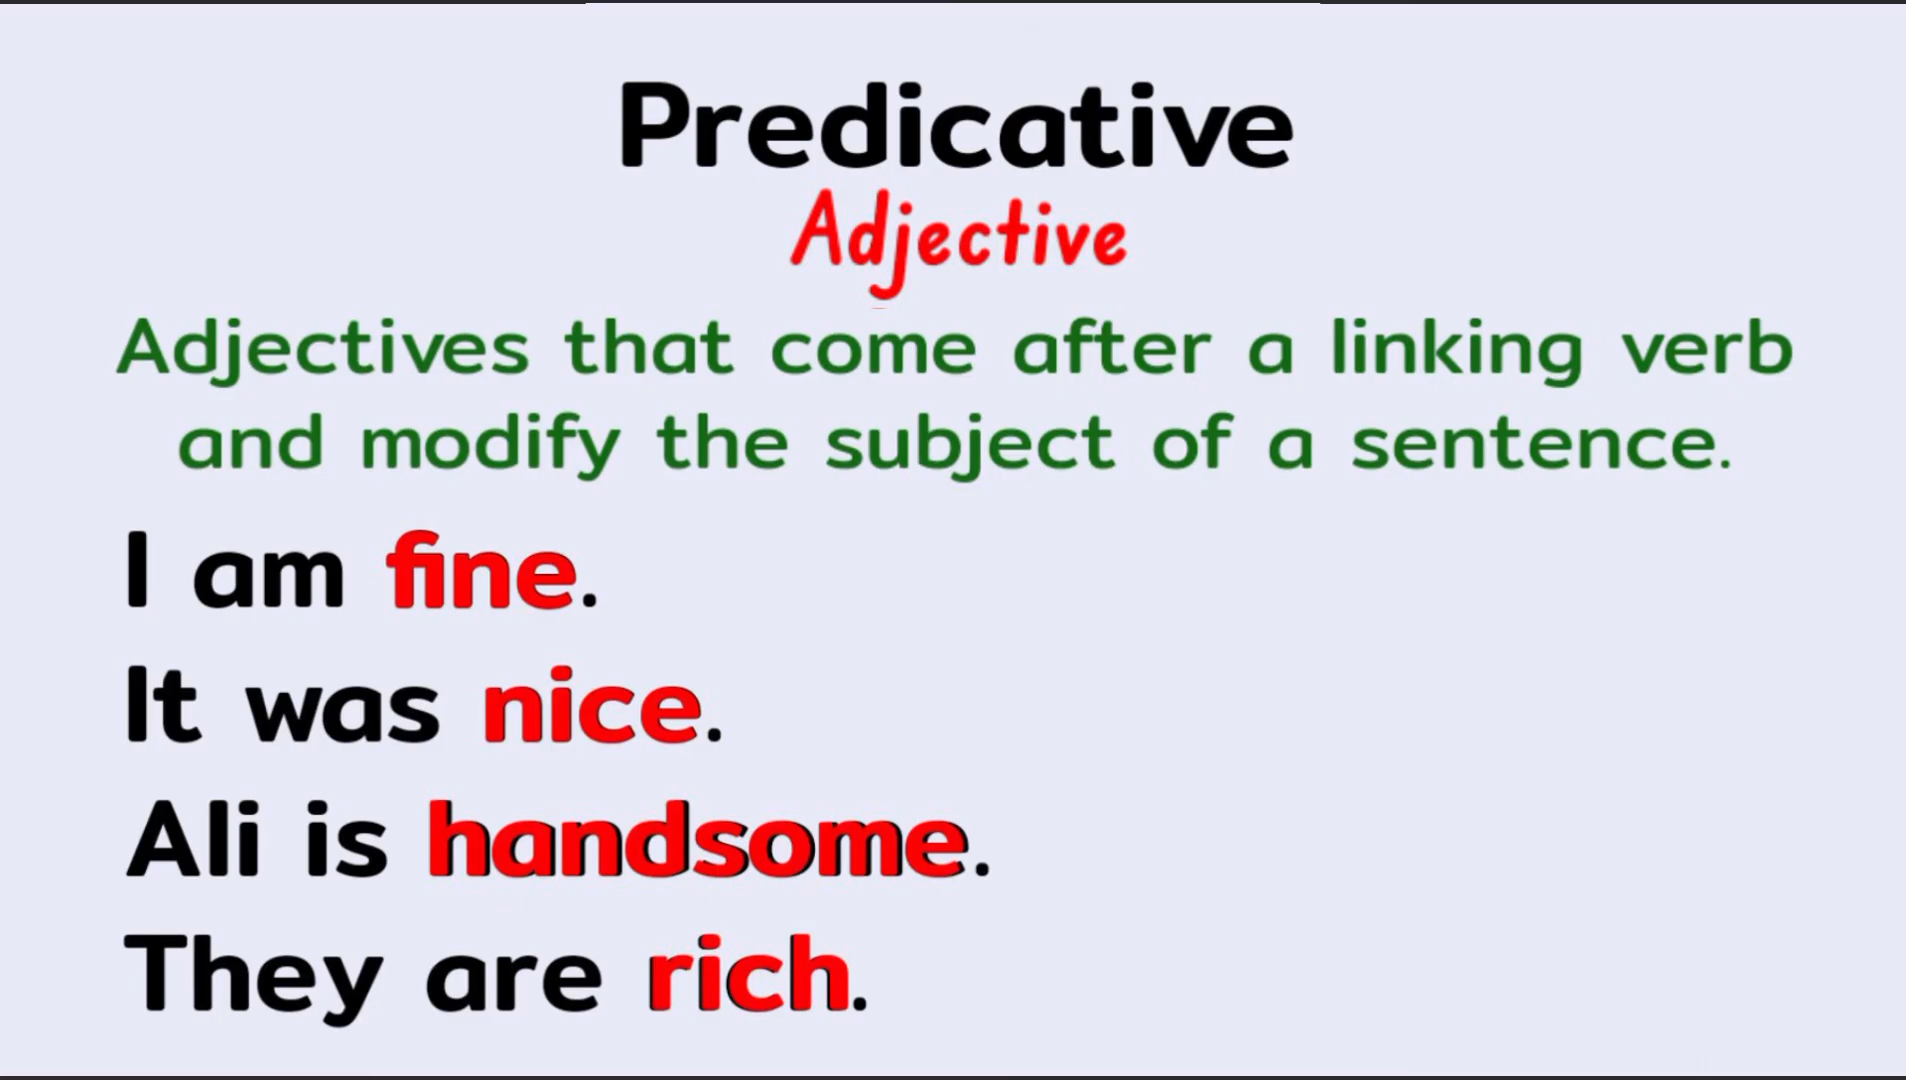 Predicative
Adjective
Adjectives that come after a linking verb
and modify the subject of a sentence.
I am fine.
It was nice.
Ali is handsome.
They are rich.